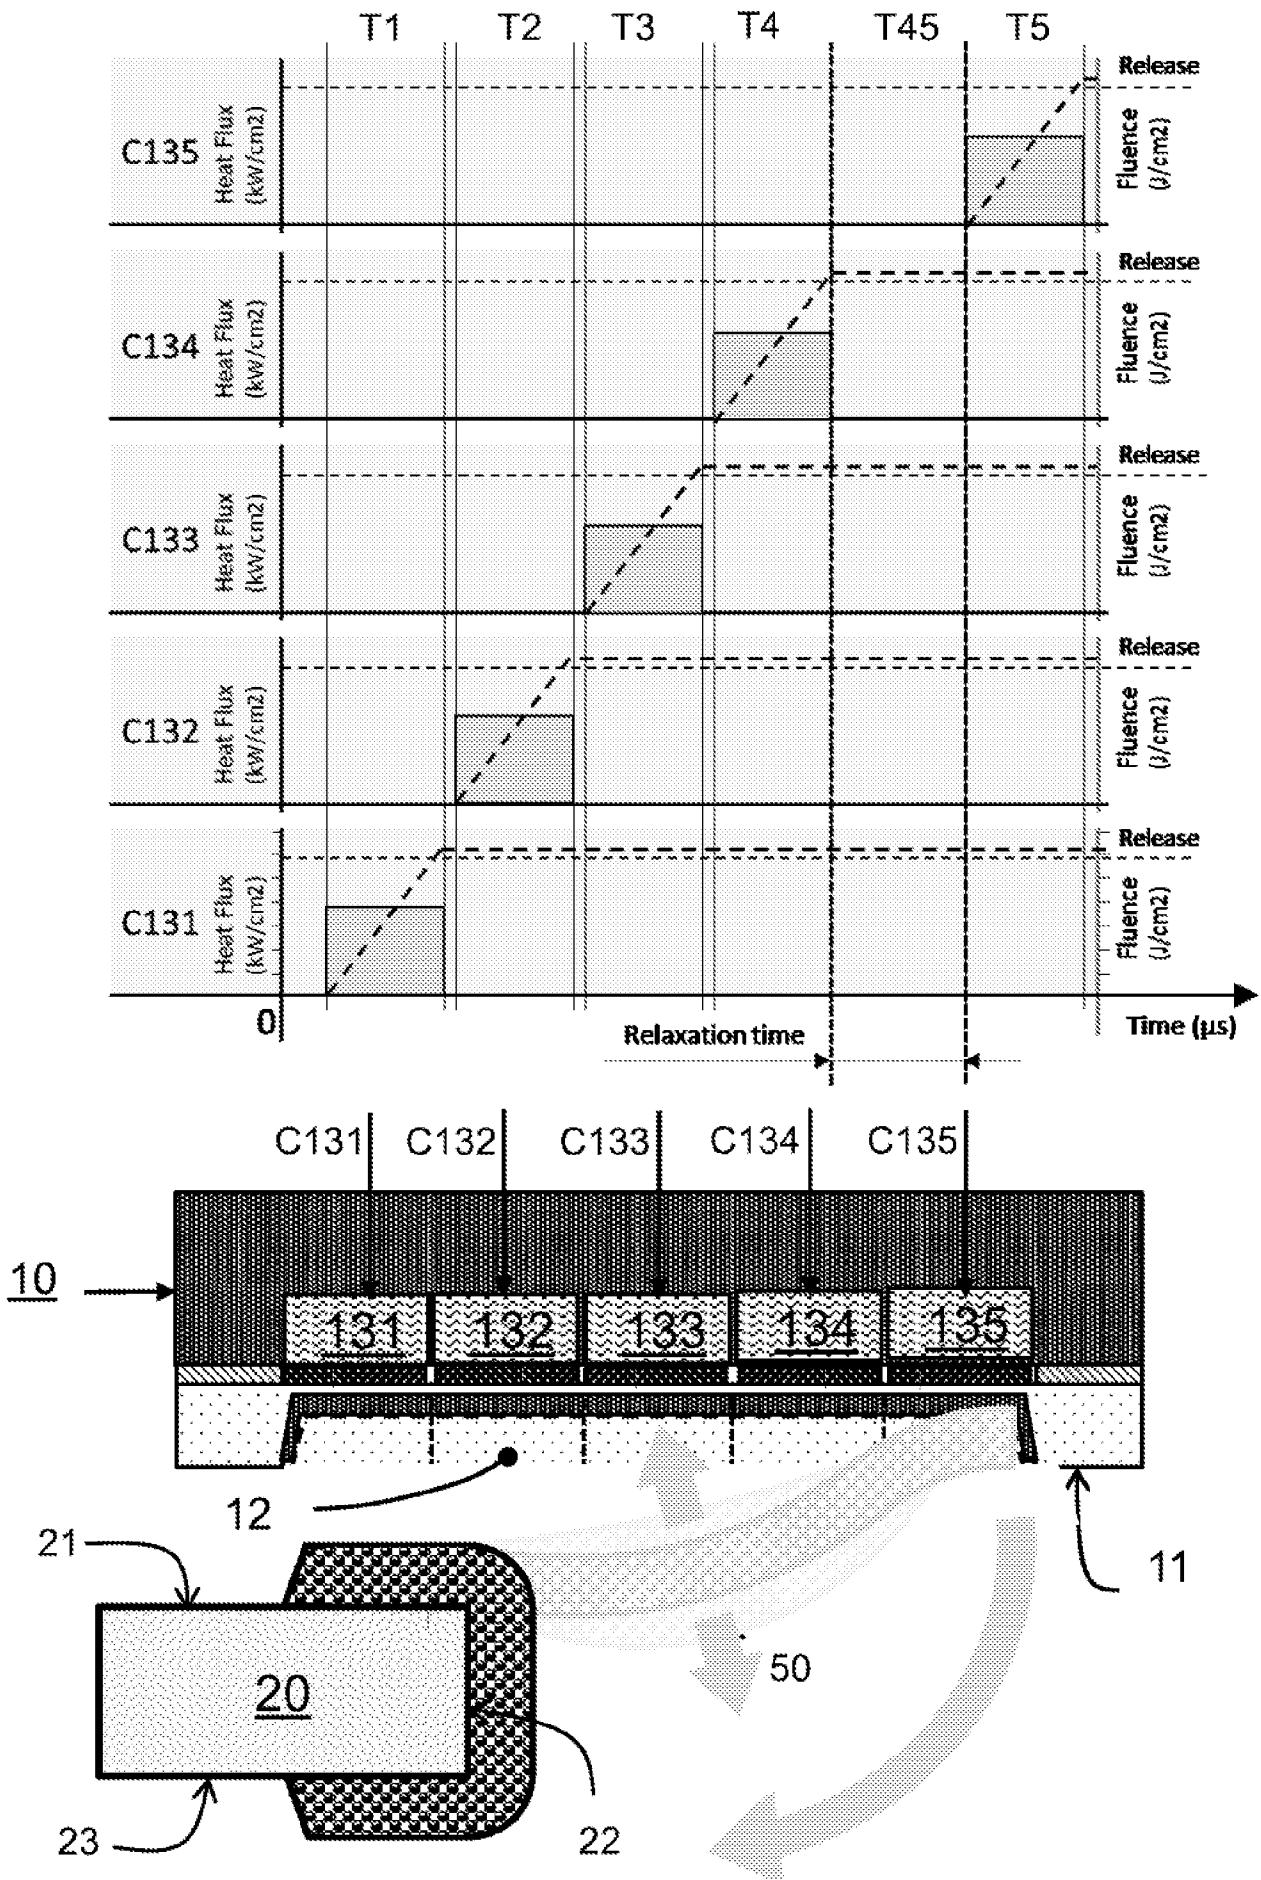 T1 T2 T3 T4 T45 T5
Release
C135
Heat Flux
(kW/cm2)
Fluence
(J/cm2)
Release
C134
Heat Flux
(kW/cm2)
Fluence
(J/cm2)
Release
C133
Heat Flux
(kW/cm2)
Fluence
(J/cm2)
Release
C132
Heat Flux
(kW/cm2)
Fluence
(J/cm2)
Release
C131
Heat Flux
(kW/cm2)
Fluence
(J/cm2)
0
Relaxation time
Time (μs)
C131 C132 C133 C134 C135
10
131 132 133 134 135
12
21
11
20
50
23
22